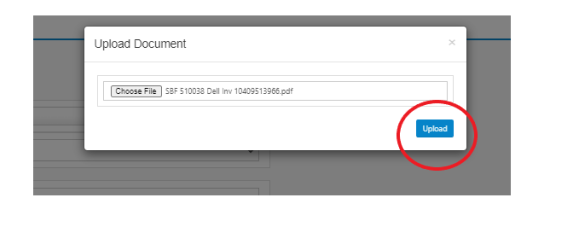 Upload Document ×
Choose File SBF 510038 Dell Inv 10409513966.pdf
Upload